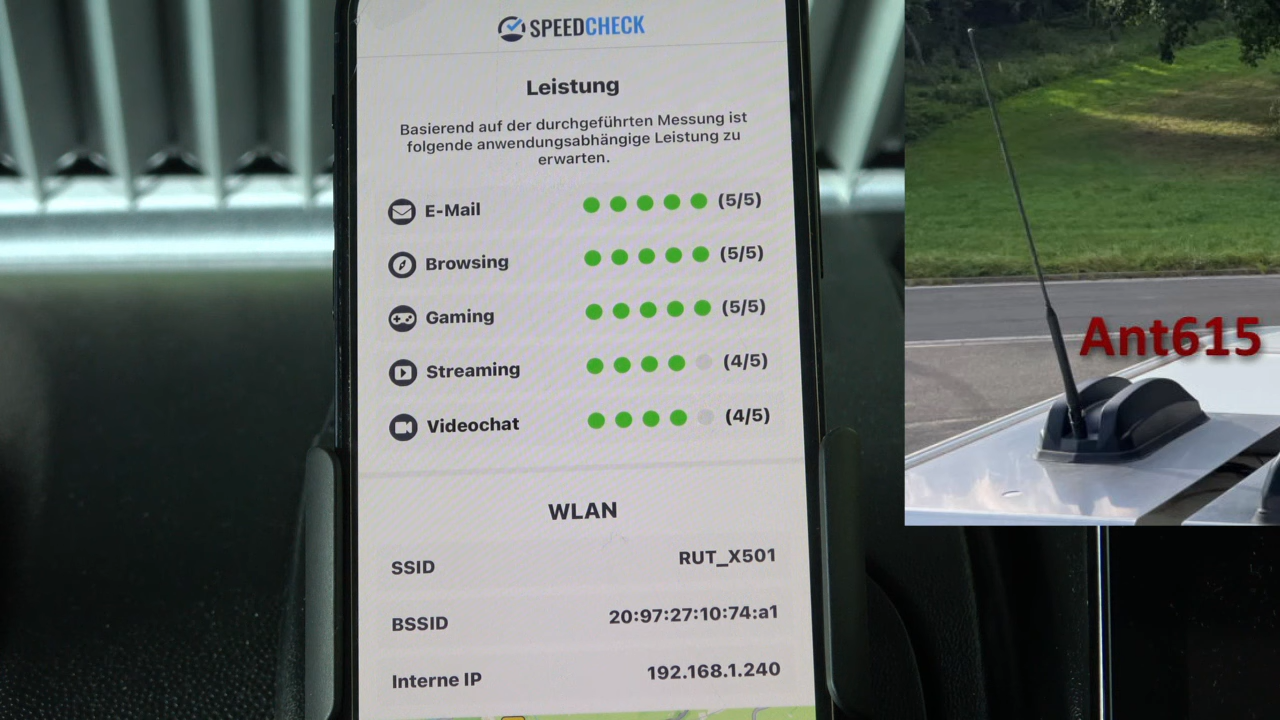 SPEEDCHECK
Leistung
Basierend auf der durchgeführten Messung ist
folgende anwendungsabhängige Leistung zu
erwarten.
E-Mail (5/5)
Browsing (5/5)
Gaming (5/5)
Streaming (4/5)
Videochat (4/5)
WLAN
SSID RUT_X501
BSSID 20:97:27:10:74:a1
Interne IP 192.168.1.240
Ant615